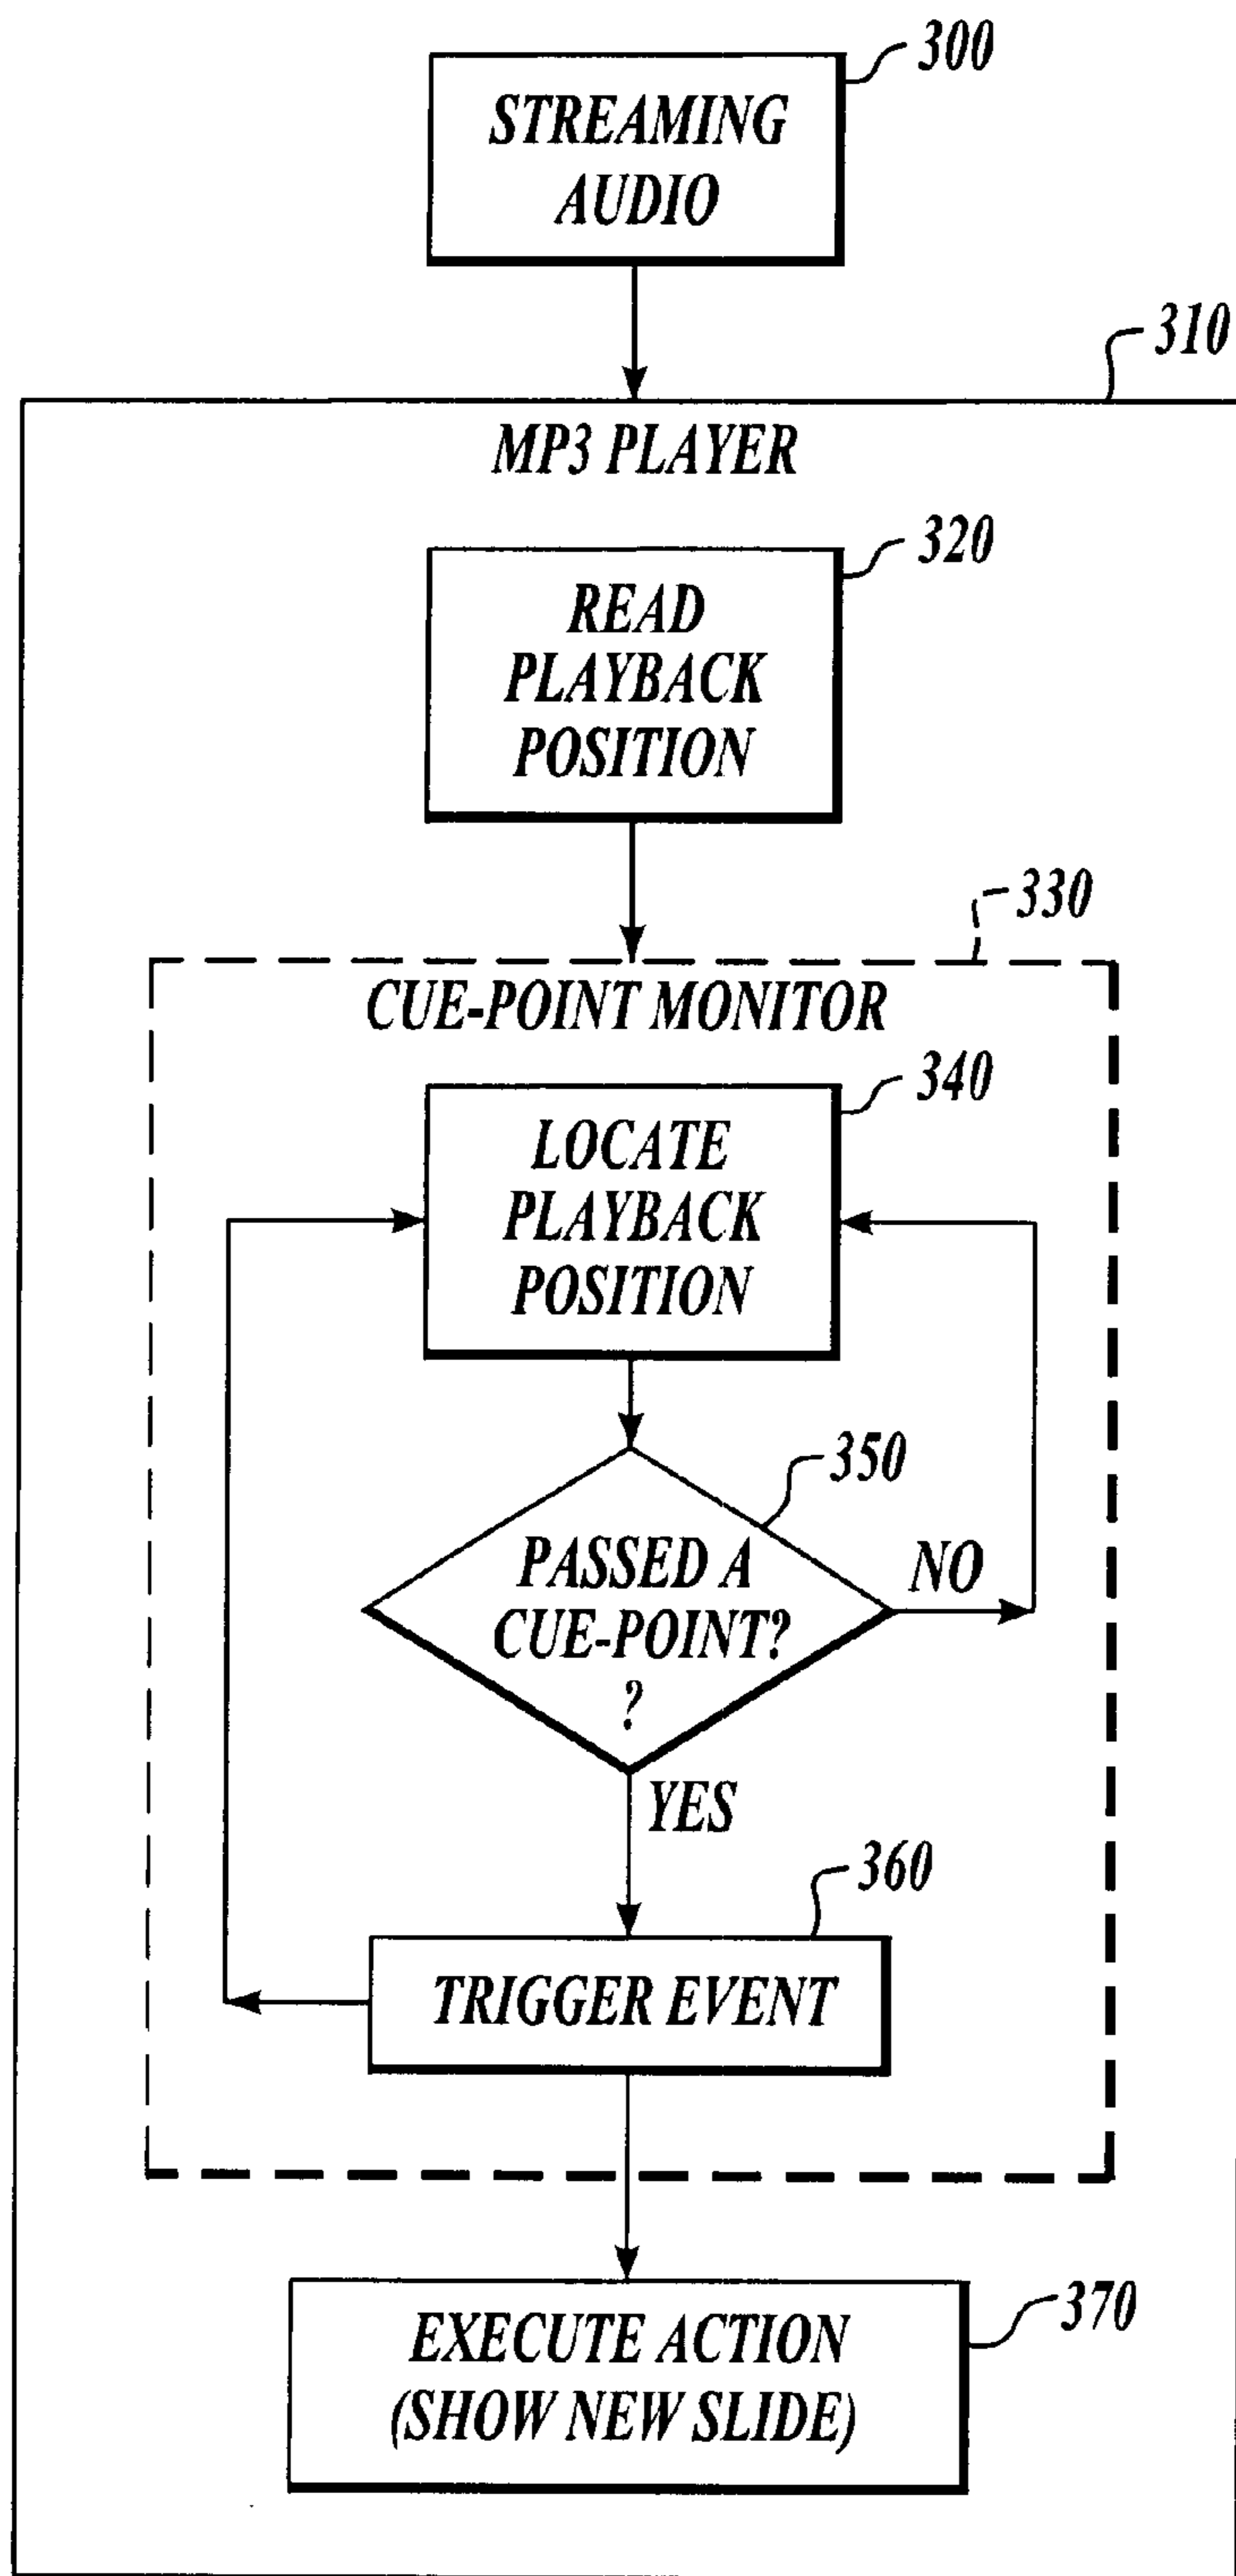 300
STREAMING
AUDIO
310
MP3 PLAYER
320
READ
PLAYBACK
POSITION
330
CUE-POINT MONITOR
340
LOCATE
PLAYBACK
POSITION
350
PASSED A
CUE-POINT?
?
NO
YES
360
TRIGGER EVENT
370
EXECUTE ACTION
(SHOW NEW SLIDE)